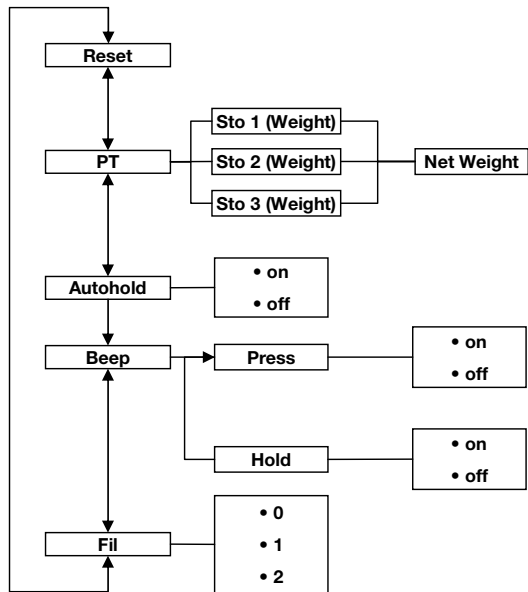 Reset
Sto 1 (Weight)
PT
Sto 2 (Weight)
Net Weight
Sto 3 (Weight)
Autohold
• on
• off
Beep
Press
• on
• off
Hold
• on
• off
Fil
• 0
• 1
• 2